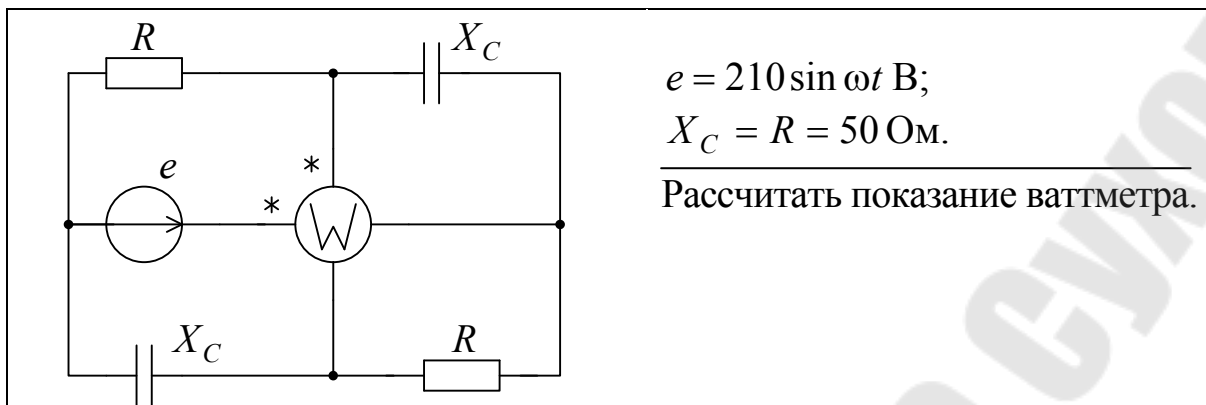 R
X_C
e
*
*
W
X_C
R
e = 210 sin ωt В;
X_C = R = 50 Ом.
Рассчитать показание ваттметра.